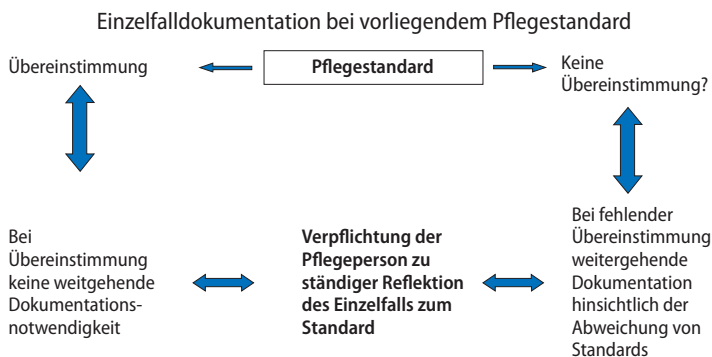 Einzelfalldokumentation bei vorliegendem Pflegestandard
Übereinstimmung
Pflegestandard
Keine
Übereinstimmung?
Bei
Übereinstimmung
keine weitgehende
Dokumentations-
notwendigkeit
Verpflichtung der
Pflegeperson zu
ständiger Reflektion
des Einzelfalls zum
Standard
Bei fehlender
Übereinstimmung
weitergehende
Dokumentation
hinsichtlich der
Abweichung von
Standards